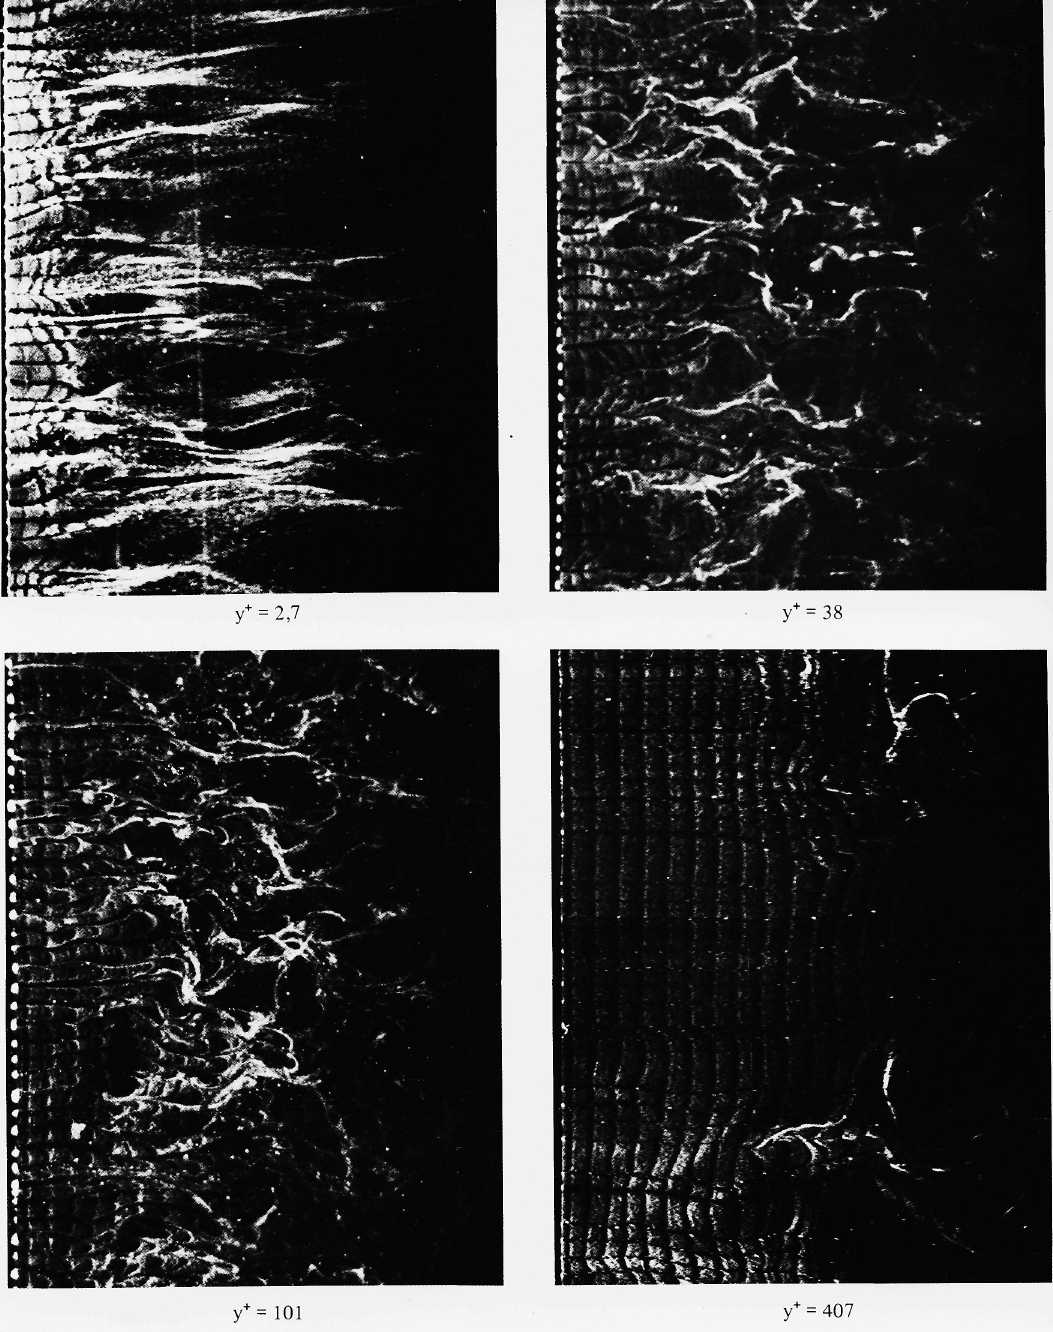 y⁺ = 2,7
y⁺ = 38
y⁺ = 101
y⁺ = 407